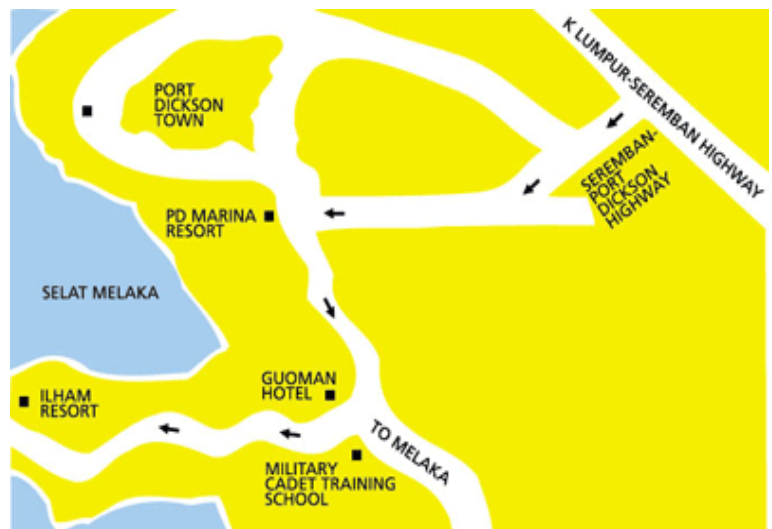 K LUMPUR-SEREMBAN HIGHWAY
PORT
DICKSON
TOWN
SEREMBAN-
PORT
DICKSON
HIGHWAY
PD MARINA
RESORT
SELAT MELAKA
GUOMAN
HOTEL
ILHAM
RESORT
TO MELAKA
MILITARY
CADET TRAINING
SCHOOL